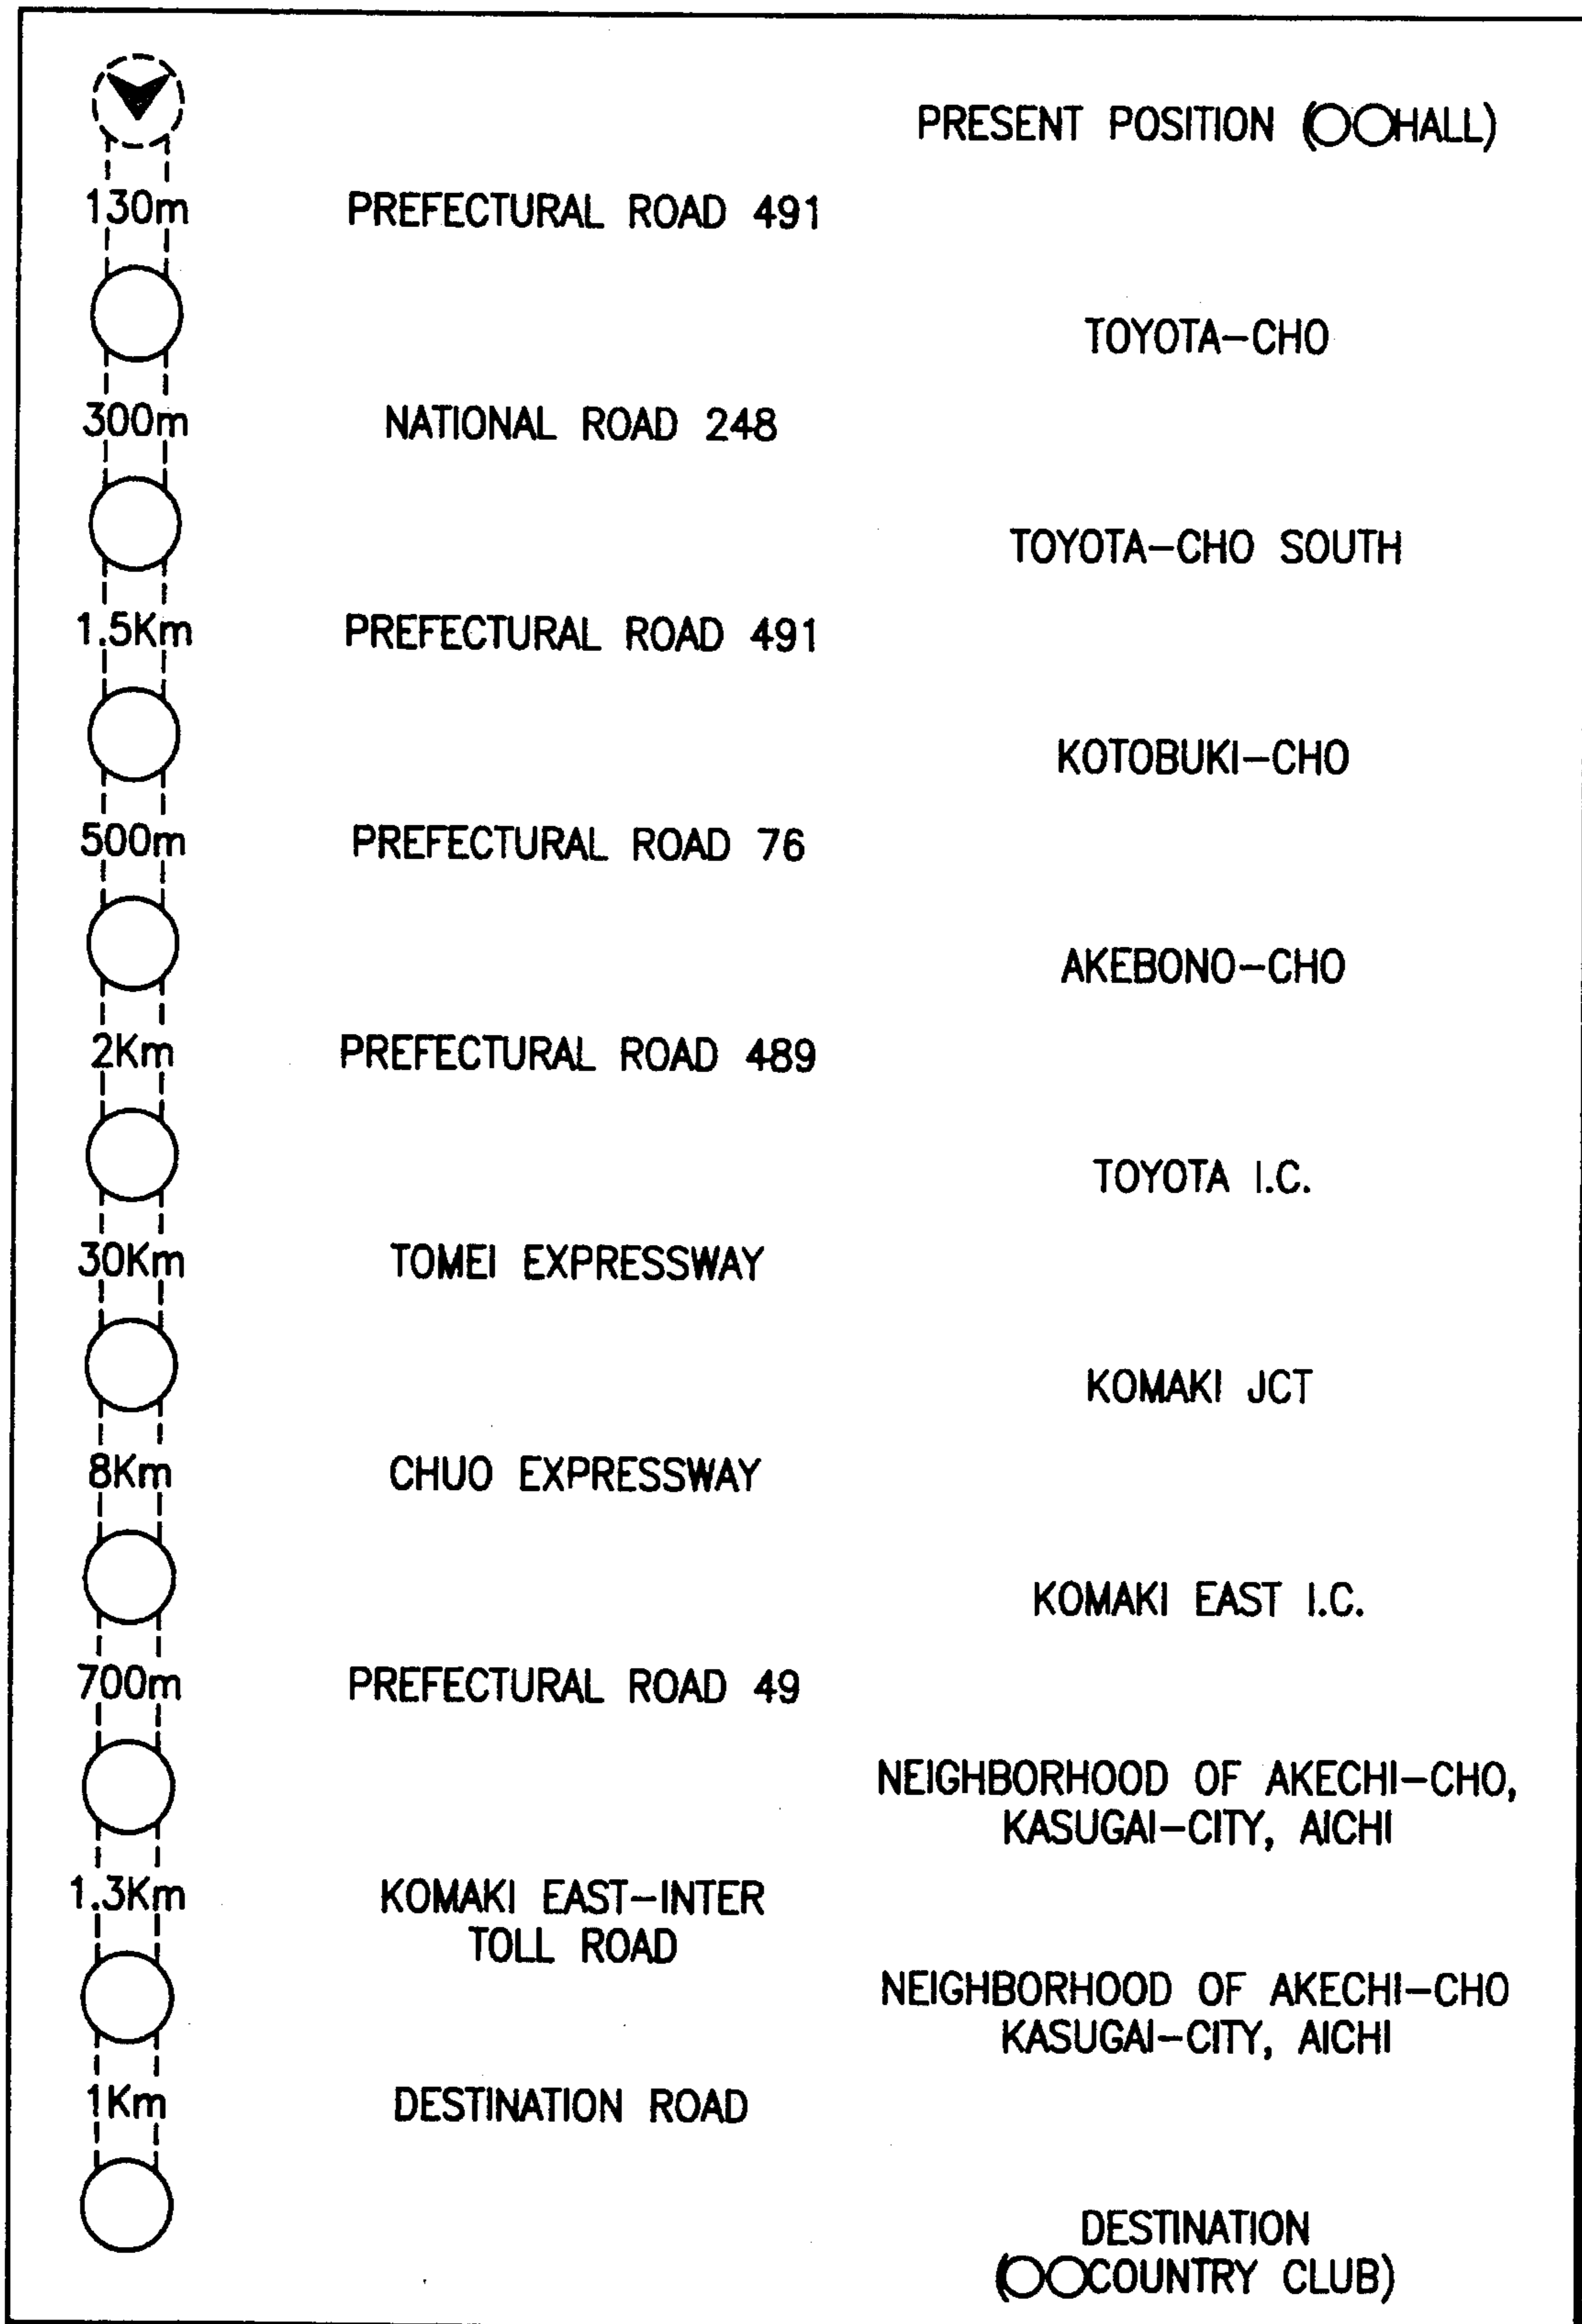 PRESENT POSITION (○○HALL)
130m PREFECTURAL ROAD 491
TOYOTA-CHO
300m NATIONAL ROAD 248
TOYOTA-CHO SOUTH
1.5Km PREFECTURAL ROAD 491
KOTOBUKI-CHO
500m PREFECTURAL ROAD 76
AKEBONO-CHO
2Km PREFECTURAL ROAD 489
TOYOTA I.C.
30Km TOMEI EXPRESSWAY
KOMAKI JCT
8Km CHUO EXPRESSWAY
KOMAKI EAST I.C.
700m PREFECTURAL ROAD 49
NEIGHBORHOOD OF AKECHI-CHO,
KASUGAI-CITY, AICHI
1.3Km KOMAKI EAST-INTER
TOLL ROAD
NEIGHBORHOOD OF AKECHI-CHO
KASUGAI-CITY, AICHI
1Km DESTINATION ROAD
DESTINATION
(○○COUNTRY CLUB)